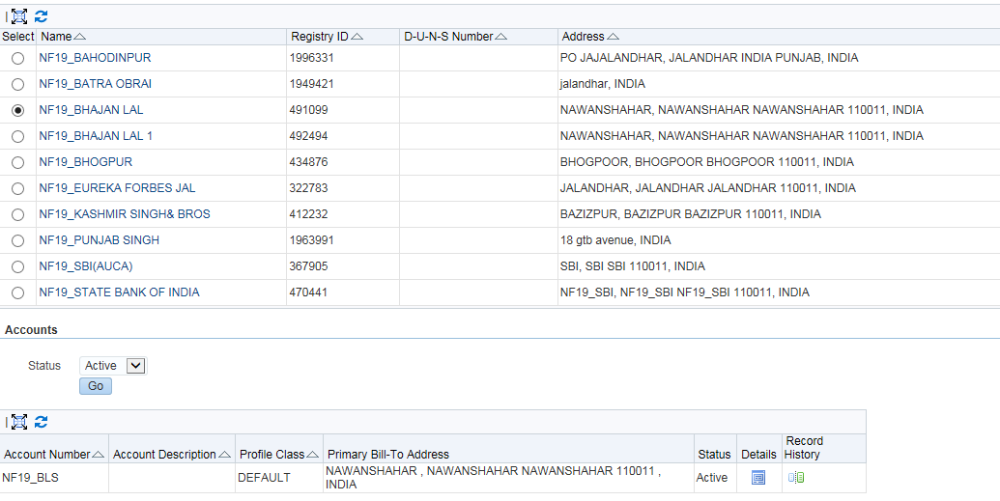 Select Name Registry ID D-U-N-S Number Address
NF19_BAHODINPUR 1996331 PO JAJALANDHAR, JALANDHAR INDIA PUNJAB, INDIA
NF19_BATRA OBRAI 1949421 jalandhar, INDIA
NF19_BHAJAN LAL 491099 NAWANSHAHAR, NAWANSHAHAR NAWANSHAHAR 110011, INDIA
NF19_BHAJAN LAL 1 492494 NAWANSHAHAR, NAWANSHAHAR NAWANSHAHAR 110011, INDIA
NF19_BHOGPUR 434876 BHOGPOOR, BHOGPOOR BHOGPOOR 110011, INDIA
NF19_EUREKA FORBES JAL 322783 JALANDHAR, JALANDHAR JALANDHAR 110011, INDIA
NF19_KASHMIR SINGH& BROS 412232 BAZIZPUR, BAZIZPUR BAZIZPUR 110011, INDIA
NF19_PUNJAB SINGH 1963991 18 gtb avenue, INDIA
NF19_SBI(AUCA) 367905 SBI, SBI SBI 110011, INDIA
NF19_STATE BANK OF INDIA 470441 NF19_SBI, NF19_SBI NF19_SBI 110011, INDIA
Accounts
Status Active
Go
Account Number Account Description Profile Class Primary Bill-To Address Status Details Record
History
NF19_BLS DEFAULT NAWANSHAHAR , NAWANSHAHAR NAWANSHAHAR 110011 , Active
INDIA